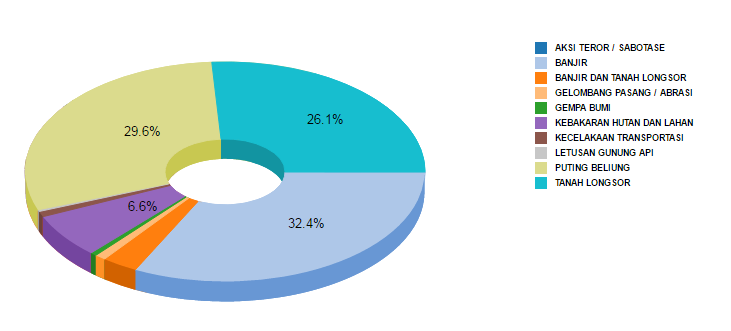 29.6%
26.1%
6.6%
32.4%
AKSI TEROR / SABOTASE
BANJIR
BANJIR DAN TANAH LONGSOR
GELOMBANG PASANG / ABRASI
GEMPA BUMI
KEBAKARAN HUTAN DAN LAHAN
KECELAKAAN TRANSPORTASI
LETUSAN GUNUNG API
PUTING BELIUNG
TANAH LONGSOR